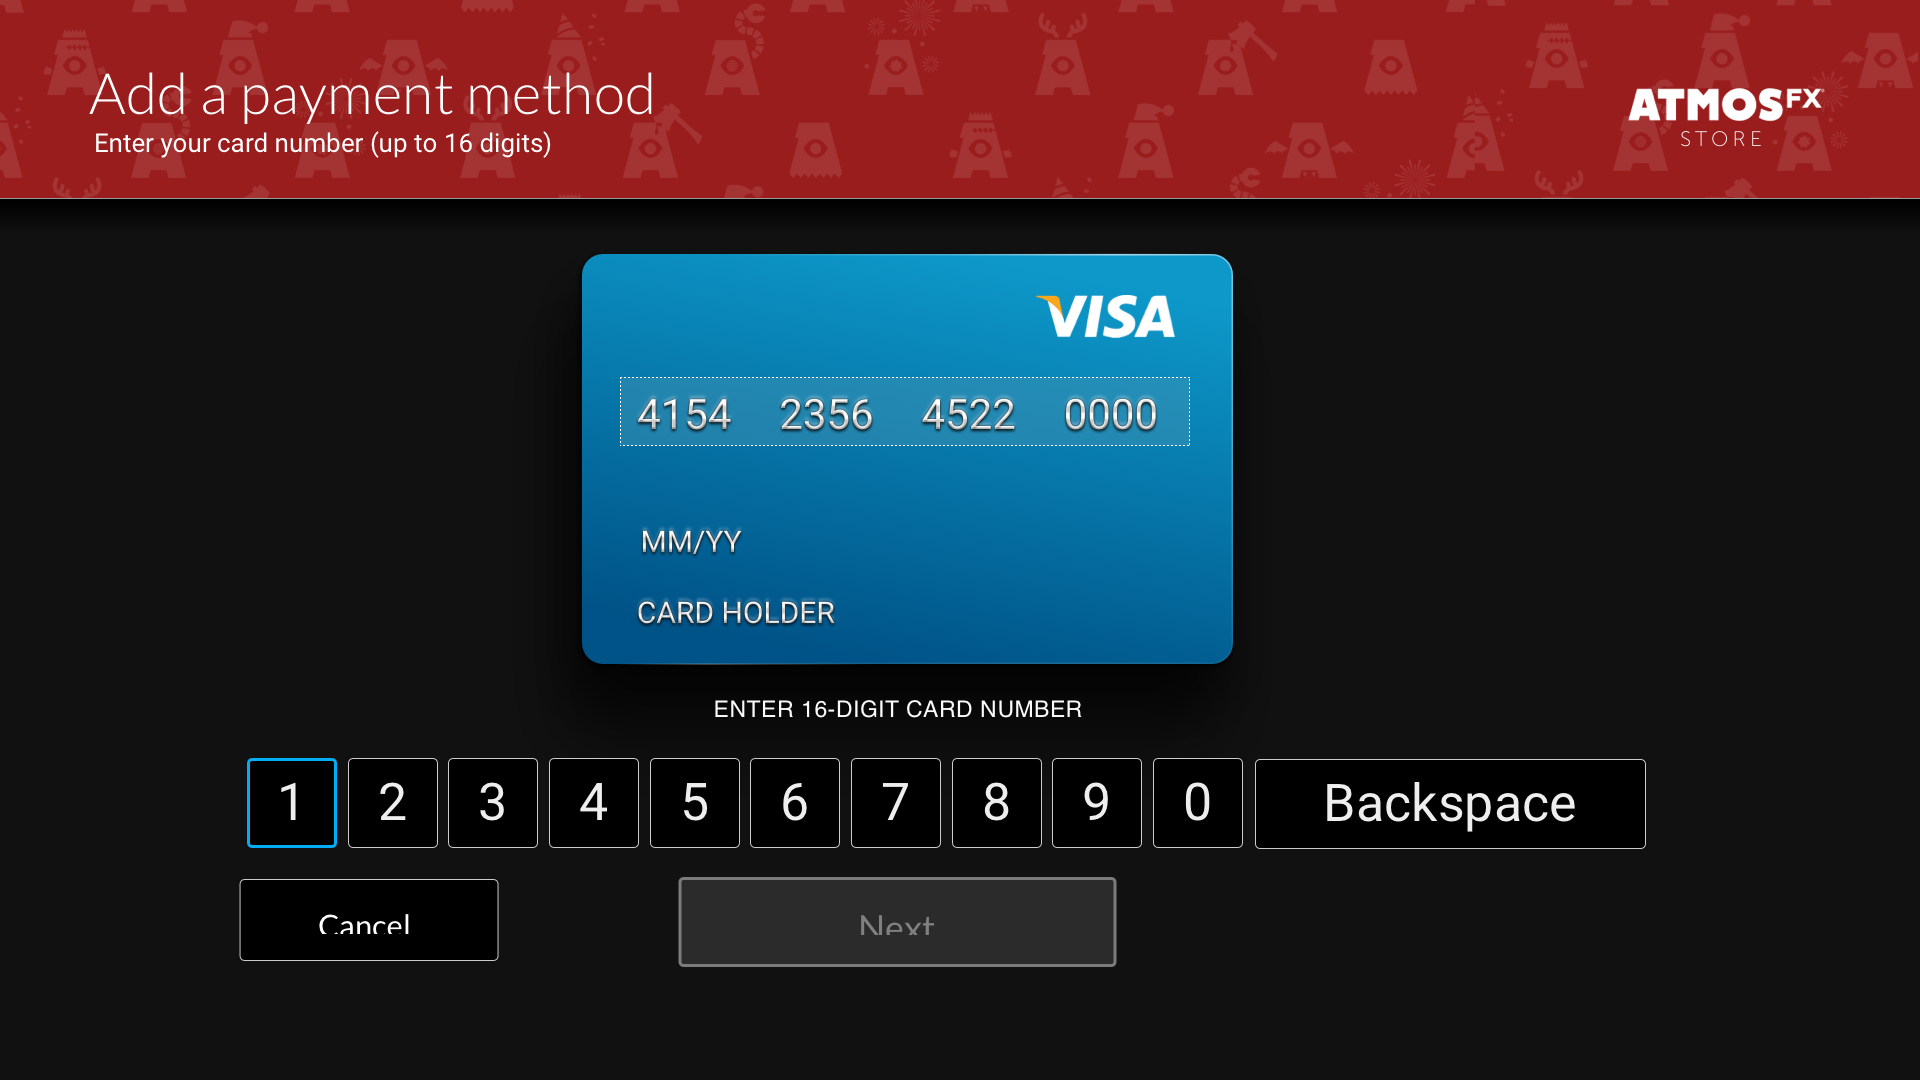 Add a payment method
Enter your card number (up to 16 digits)
ATMOSFX
STORE
VISA
4154 2356 4522 0000
MM/YY
CARD HOLDER
ENTER 16-DIGIT CARD NUMBER
1 2 3 4 5 6 7 8 9 0 Backspace
Cancel Next